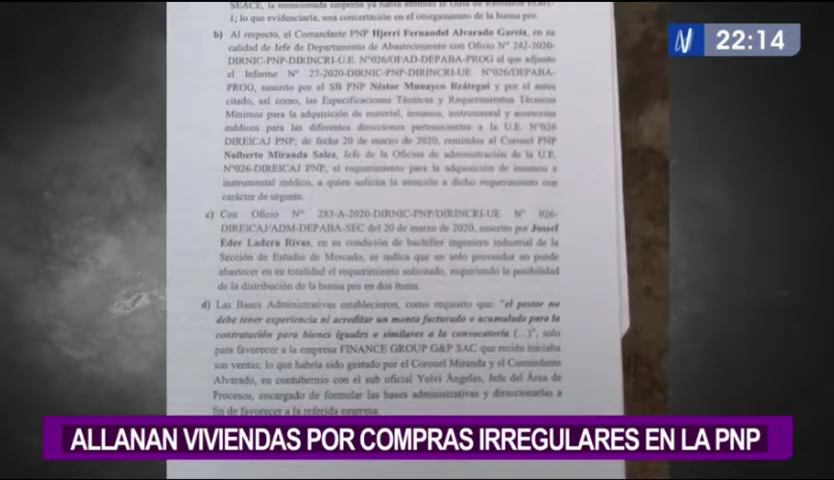 SEACE, la mencionada empresa ya había emitido la
1; lo que evidenciaría, una concertación en el otorgamiento de la buena pro.
b) Al respecto, el Comandante PNP Hjerri Fernandel Alvarado Garcia, en su
calidad de Jefe de Departamento de Abastecimiento con Oficio N° 242-2020-
DIRNIC-PNP-DIRINCRI-U.E. N°026/OFAD-DEPABA-PROG al que adjunto
el Informe N° 27-2020-DIRNIC-PNP-DIRINCRI-UE N°026/DEPABA-
PROG, suscrito por el SB PNP Néstor Munayco Reátegui y por el antes
citado, así como, las Especificaciones Técnicas y Requerimientos Técnicos
Mínimos para la adquisición de material, insumos, instrumental y accesorios
médicos para las diferentes direcciones pertenecientes a la U.E. N°026
DIREICAJ PNP; de fecha 20 de marzo de 2020, remitidos al Coronel PNP
Nolberto Miranda Salez, Jefe de la Oficina de administración de la U.E.
N°026-DIREICAJ PNP, el requerimiento para la adquisición de insumos e
instrumental médico, a quien solicita la atención a dicho requerimiento con
carácter de urgente.
c) Con Oficio N° 283-A-2020-DIRNIC-PNP/DIRINCRI-UE N° 026-
DIREICAJ/ADM-DEPABA-SEC del 20 de marzo de 2020, suscrito por Jossef
Eder Ladera Rivas, en su condición de bachiller ingeniero industrial de la
Sección de Estudio de Mercado, se indica que un solo proveedor no puede
abastecer en su totalidad el requerimiento solicitado, requiriendo la posibilidad
de la distribución de la buena pro en dos ítems.
d) Las Bases Administrativas establecieron, como requisito que: "el postor no
debe tener experiencia ni acreditar un monto facturado o acumulado para la
contratación para bienes iguales o similares a la convocatoria (...)", solo
para favorecer a la empresa FINANCE GROUP G&P SAC que recién iniciaba
sus ventas; lo que habría sido gestado por el Coronel Miranda y el Comandante
Alvarado, en contubernio con el sub oficial Yolvi Ángeles, Jefe del Área de
Procesos, encargado de formular las bases administrativas y direccionarlas a
fin de favorecer a la referida empresa.
N 22:14
ALLANAN VIVIENDAS POR COMPRAS IRREGULARES EN LA PNP